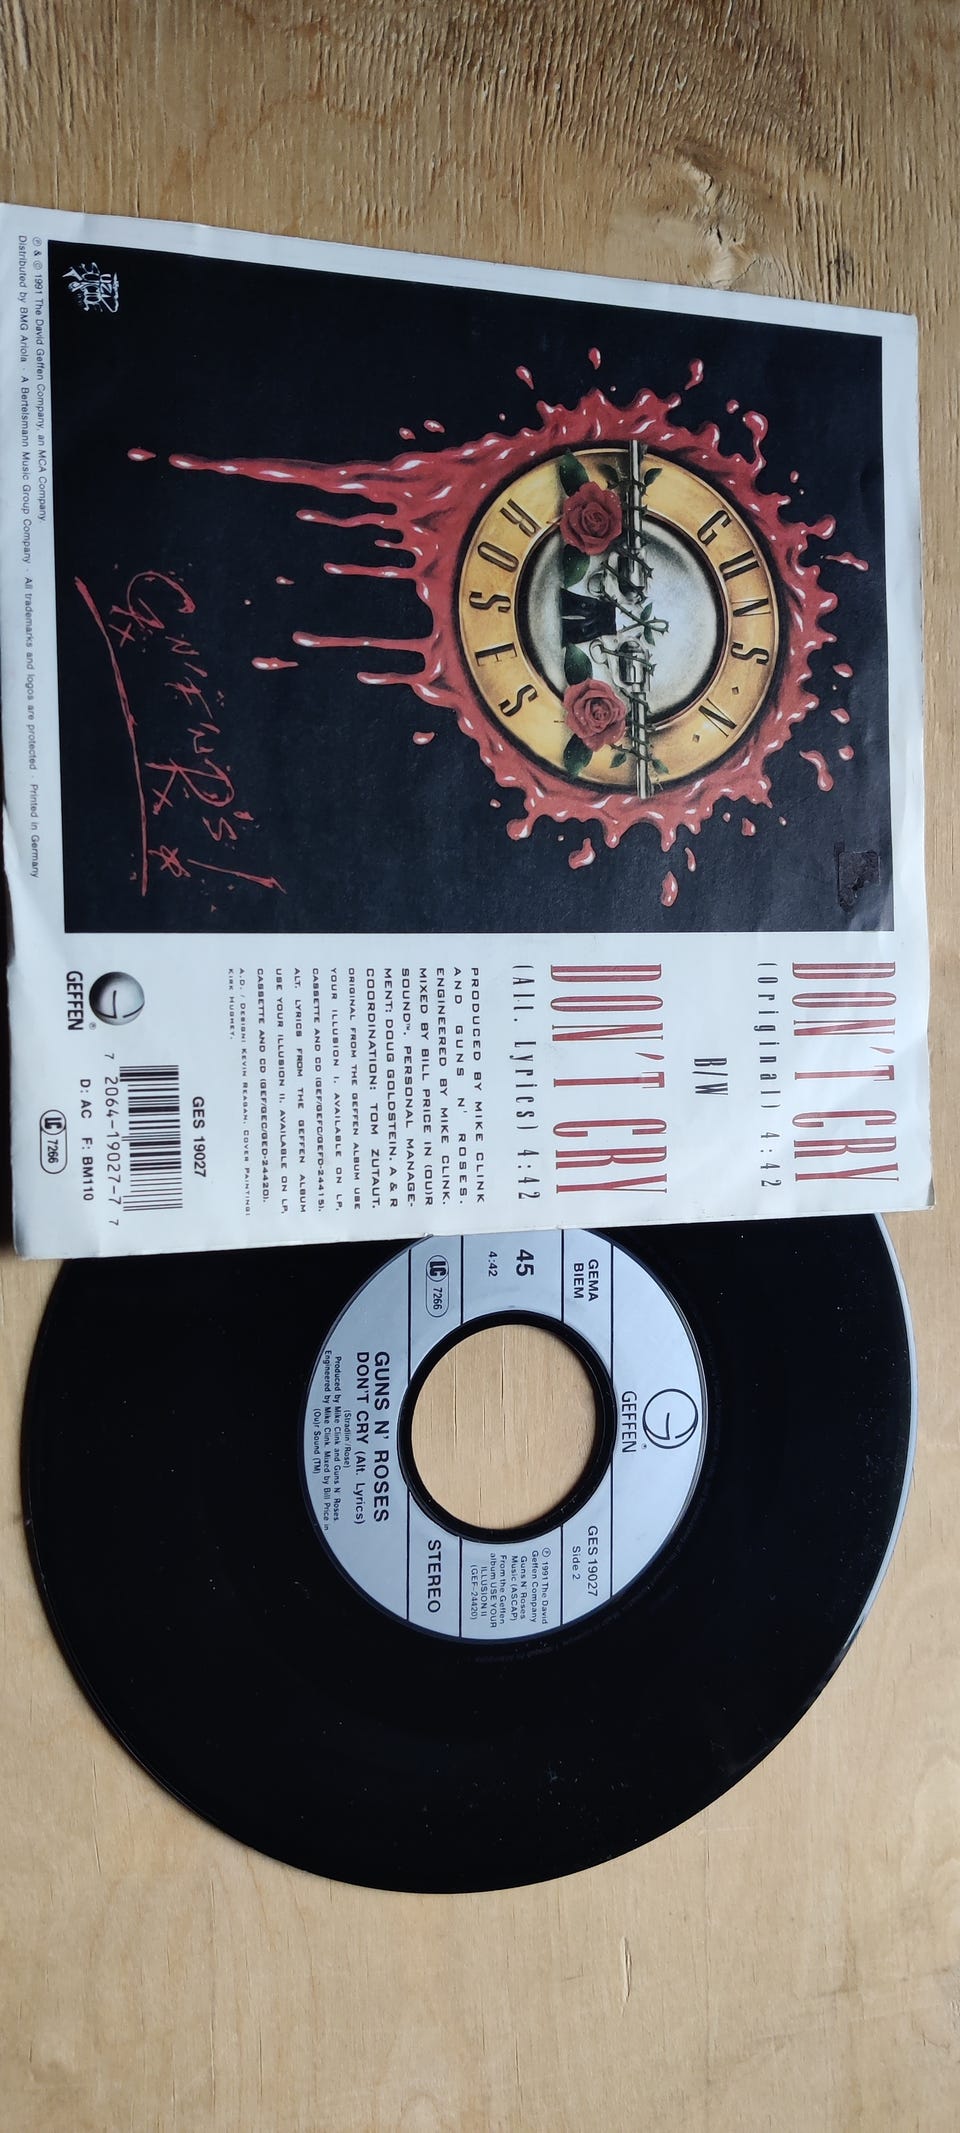 GUNS N' ROSES
GN'F'NR'S!
UZI
SUICIDE
℗ & © 1991 The David Geffen Company, an MCA Company
Distributed by BMG Ariola · A Bertelsmann Music Group Company · All trademarks and logos are protected · Printed in Germany
DON'T CRY
(Original) 4:42
B/W
DON'T CRY
(Alt. Lyrics) 4:42
PRODUCED BY MIKE CLINK
AND GUNS N' ROSES.
ENGINEERED BY MIKE CLINK.
MIXED BY BILL PRICE IN (OU)R
SOUND™. PERSONAL MANAGE-
MENT: DOUG GOLDSTEIN. A & R
COORDINATION: TOM ZUTAUT.
ORIGINAL FROM THE GEFFEN ALBUM USE
YOUR ILLUSION I. AVAILABLE ON LP,
CASSETTE AND CD (GEF/GEFC/GEFD-24415).
ALT. LYRICS FROM THE GEFFEN ALBUM
USE YOUR ILLUSION II. AVAILABLE ON LP,
CASSETTE AND CD (GEF/GEC/GED-24420).
A.D. / DESIGN: KEVIN REAGAN. COVER PAINTING:
KIRK HUGHEY.
GEFFEN®
GES 19027
7 2064-19027-7 7
D: AC F: BM110
LC 7266
GEFFEN®
GEMA
BIEM
GES 19027
Side 2
45
4:42
℗ 1991 The David
Geffen Company
Guns N' Roses
Music (ASCAP)
From the Geffen
album USE YOUR
ILLUSION II
(GEF-24420)
LC 7266
STEREO
GUNS N' ROSES
DON'T CRY (Alt. Lyrics)
(Stradlin/Rose)
Produced by Mike Clink and Guns N' Roses
Engineered by Mike Clink. Mixed by Bill Price in
(Ou)r Sound (TM)